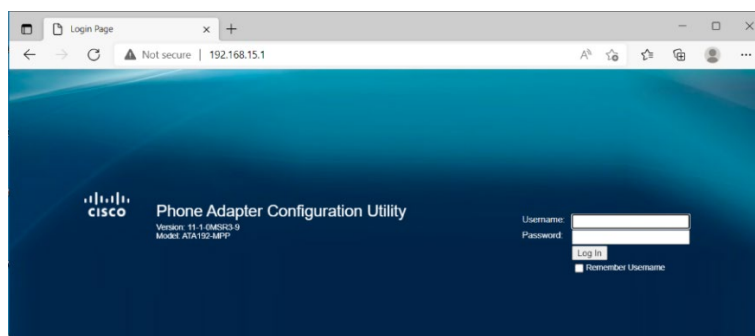 Login Page
Not secure | 192.168.15.1
CISCO
Phone Adapter Configuration Utility
Version: 11-1-0MSR3-9
Model: ATA192-MPP
Username:
Password:
Log In
Remember Username